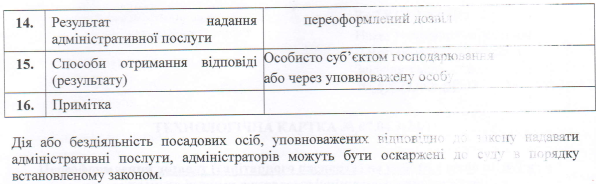 14. Результат надання переоформлений дозвіл
адміністративної послуги
15. Способи отримання відповіді Особисто суб’єктом господарювання
(результату) або через уповноважену особу
16. Примітка
Дія або бездіяльність посадових осіб, уповноважених відповідно до закону надавати
адміністративні послуги, адміністраторів можуть бути оскаржені до суду в порядку
встановленому законом.